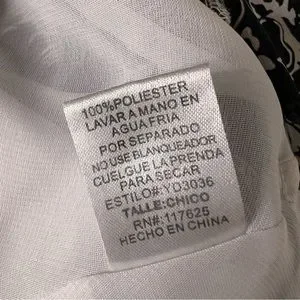 100%POLIESTER
LAVAR A MANO EN
AGUA FRIA
POR SEPARADO
NO USE BLANQUEADOR
CUELGUE LA PRENDA
PARA SECAR
ESTILO#: YD3036
TALLE:CHICO
RN#: 117625
HECHO EN CHINA